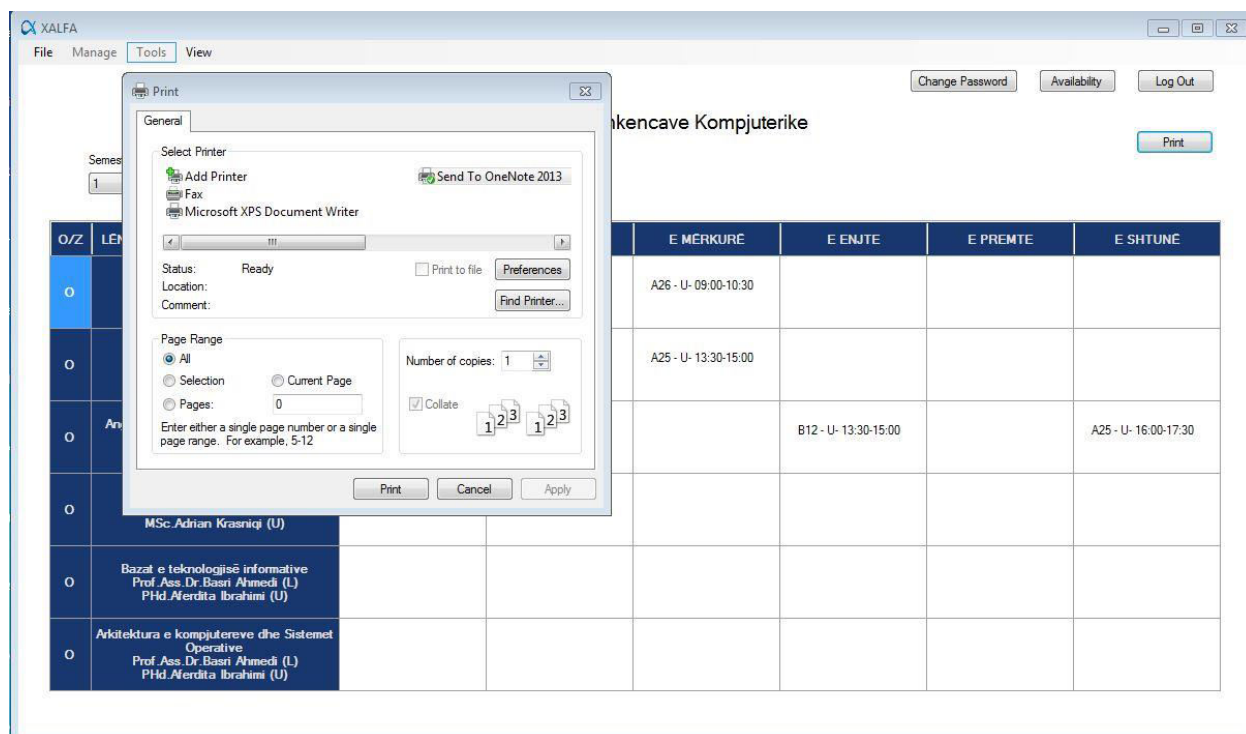 XALFA
File Manage Tools View
Change Password Availability Log Out
Print
Print
General
Select Printer
Add Printer
Fax
Microsoft XPS Document Writer
Send To OneNote 2013
Status: Ready
Location:
Comment:
Print to file
Preferences
Find Printer...
Page Range
All
Selection Current Page
Pages: 0
Enter either a single page number or a single
page range. For example, 5-12
Number of copies: 1
Collate
1 2 3 1 2 3
Print Cancel Apply
Kompjuterike
1
O/Z E MËRKURË E ENJTE E PREMTE E SHTUNË
O A26 - U- 09:00-10:30
O A25 - U- 13:30-15:00
O B12 - U- 13:30-15:00 A25 - U- 16:00-17:30
O MSc.Adrian Krasniqi (U)
O Bazat e teknologjisë informative
Prof.Ass.Dr.Basri Ahmedi (L)
PHd.Aferdita Ibrahimi (U)
O Arkitektura e kompjutereve dhe Sistemet
Operative
Prof.Ass.Dr.Basri Ahmedi (L)
PHd.Aferdita Ibrahimi (U)